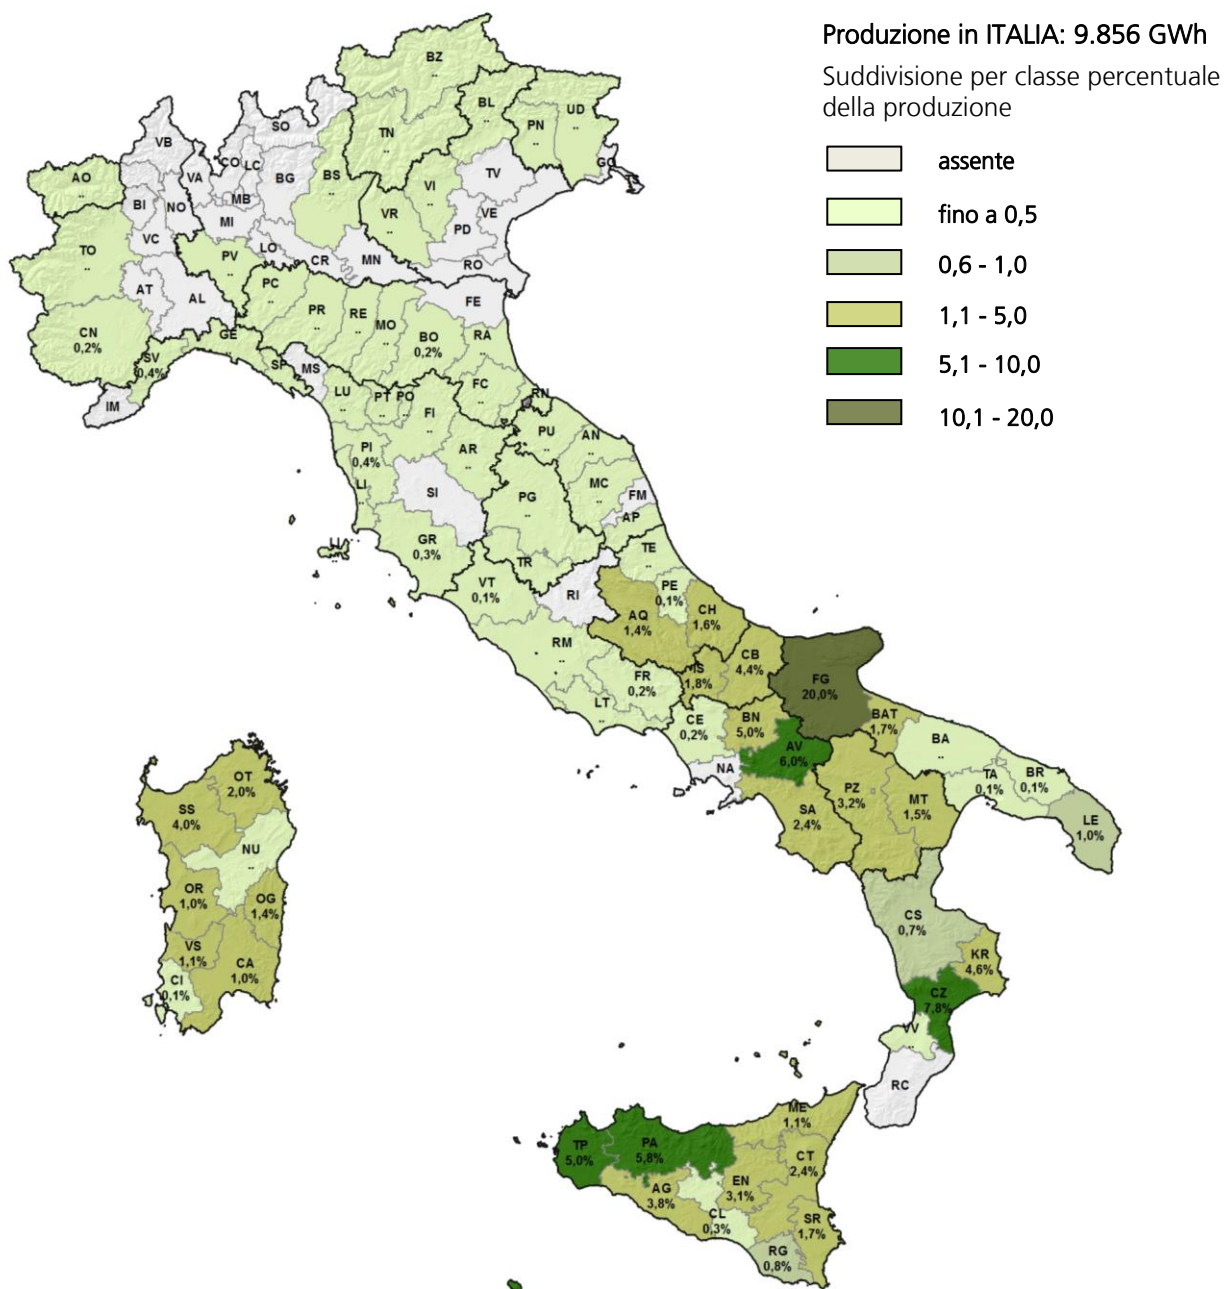 Produzione in ITALIA: 9.856 GWh
Suddivisione per classe percentuale
della produzione
assente
fino a 0,5
0,6 - 1,0
1,1 - 5,0
5,1 - 10,0
10,1 - 20,0
BZ
..
BL
..
UD
..
PN
..
TN
..
SO
VB
CO
LC
VA
BG
BS
..
TV
GO
TS
AO
..
VI
..
BI
NO
MB
MI
VR
..
VE
PD
VC
LO
CR
MN
RO
TO
..
PV
..
AT
AL
PC
..
PR
..
RE
..
MO
..
FE
BO
0,2%
RA
..
CN
0,2%
GE
SV
0,4%
SP
MS
IM
LU
..
PT
..
PO
..
FI
..
FC
..
RN
PU
..
AN
..
PI
0,4%
AR
..
LI
..
SI
PG
..
MC
..
FM
AP
GR
0,3%
LI
..
TR
TE
..
VT
0,1%
RI
PE
0,1%
AQ
1,4%
CH
1,6%
RM
..
FR
0,2%
LT
..
IS
1,8%
CB
4,4%
FG
20,0%
CE
0,2%
BN
5,0%
BAT
1,7%
BA
..
NA
AV
6,0%
TA
0,1%
BR
0,1%
PZ
3,2%
MT
1,5%
SA
2,4%
LE
1,0%
OT
2,0%
SS
4,0%
NU
..
OR
1,0%
OG
1,4%
VS
1,1%
CA
1,0%
CI
0,1%
CS
0,7%
KR
4,6%
CZ
7,8%
VV
..
RC
ME
1,1%
TP
5,0%
PA
5,8%
CT
2,4%
AG
3,8%
EN
3,1%
CL
0,3%
SR
1,7%
RG
0,8%